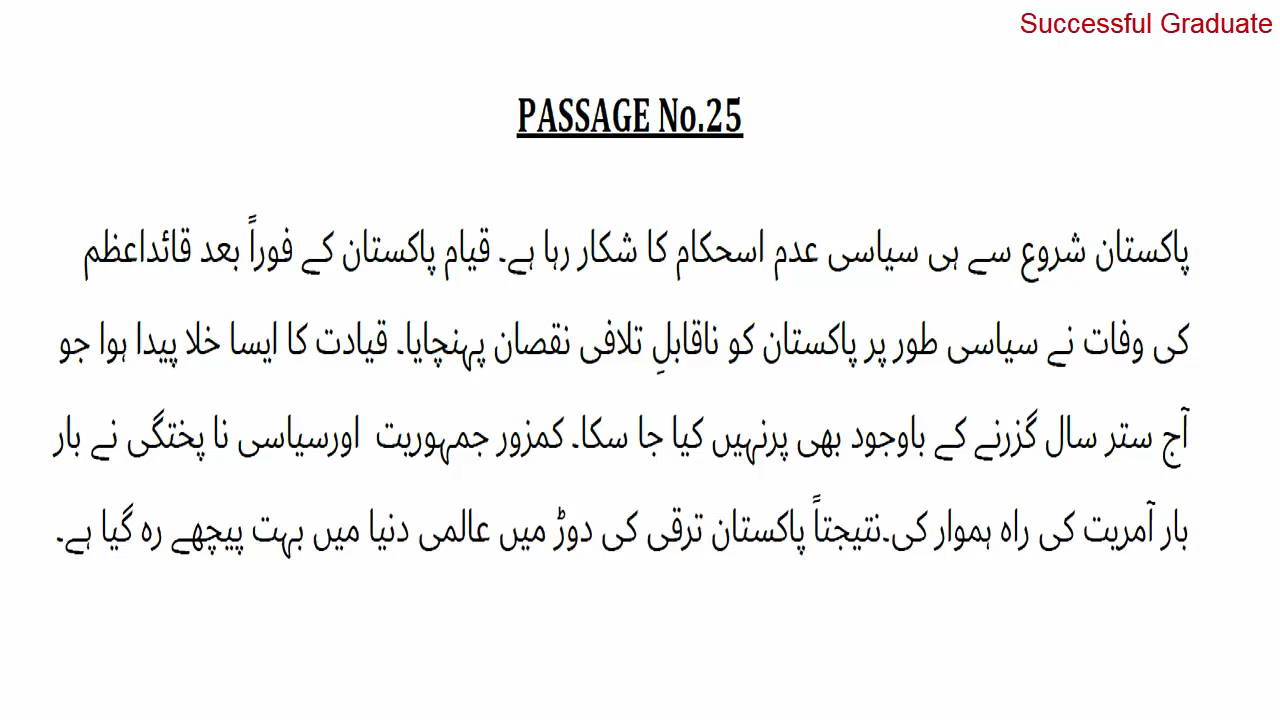 Successful Graduate
PASSAGE No.25
پاکستان شروع سے ہی سیاسی عدم اسحکام کا شکار رہا ہے۔ قیام پاکستان کے فوراً بعد قائداعظم
کی وفات نے سیاسی طور پر پاکستان کو ناقابلِ تلافی نقصان پہنچایا۔ قیادت کا ایسا خلا پیدا ہوا جو
آج ستر سال گزرنے کے باوجود بھی پرنہیں کیا جا سکا۔ کمزور جمہوریت اورسیاسی نا پختگی نے بار
بار آمریت کی راہ ہموار کی۔نتیجتاً پاکستان ترقی کی دوڑ میں عالمی دنیا میں بہت پیچھے رہ گیا ہے۔